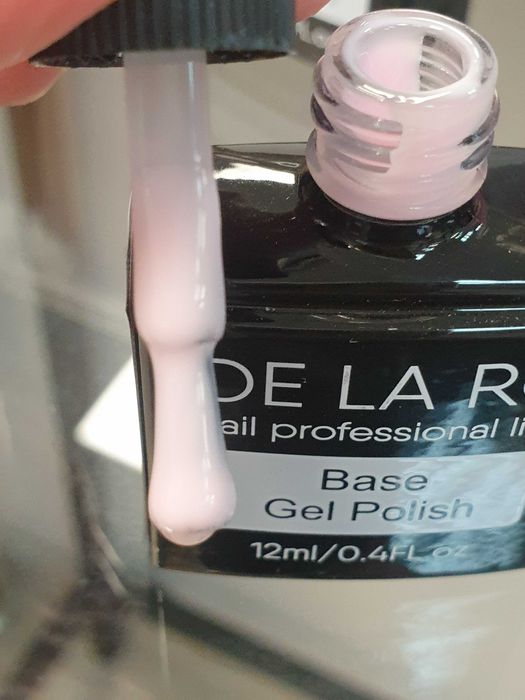 DE LA R
ail professional li
Base
Gel Polish
12ml/0.4FL oz